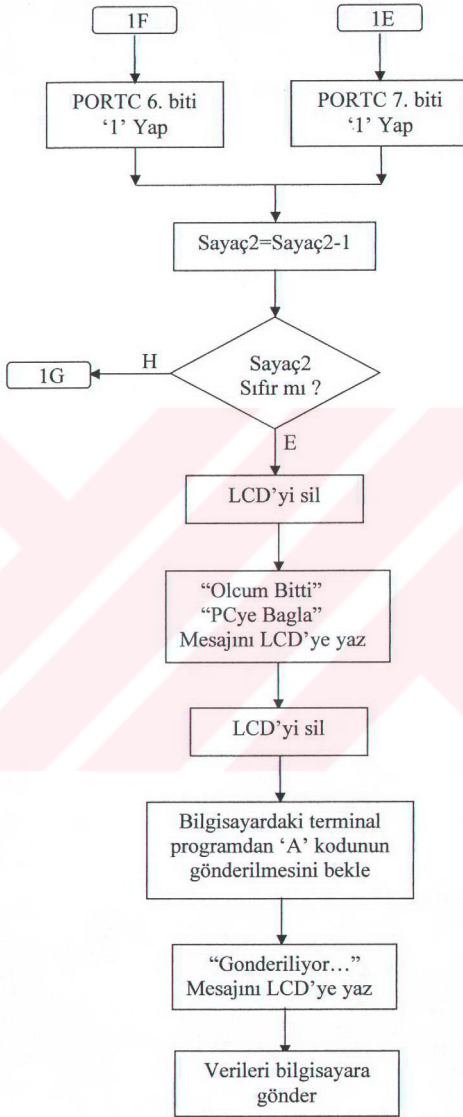 1F
1E
PORTC 6. biti
‘1’ Yap
PORTC 7. biti
‘1’ Yap
Sayaç2=Sayaç2-1
Sayaç2
Sıfır mı ?
H
1G
E
LCD’yi sil
“Olcum Bitti”
“PCye Bagla”
Mesajını LCD’ye yaz
LCD’yi sil
Bilgisayardaki terminal
programdan ‘A’ kodunun
gönderilmesini bekle
“Gonderiliyor…”
Mesajını LCD’ye yaz
Verileri bilgisayara
gönder